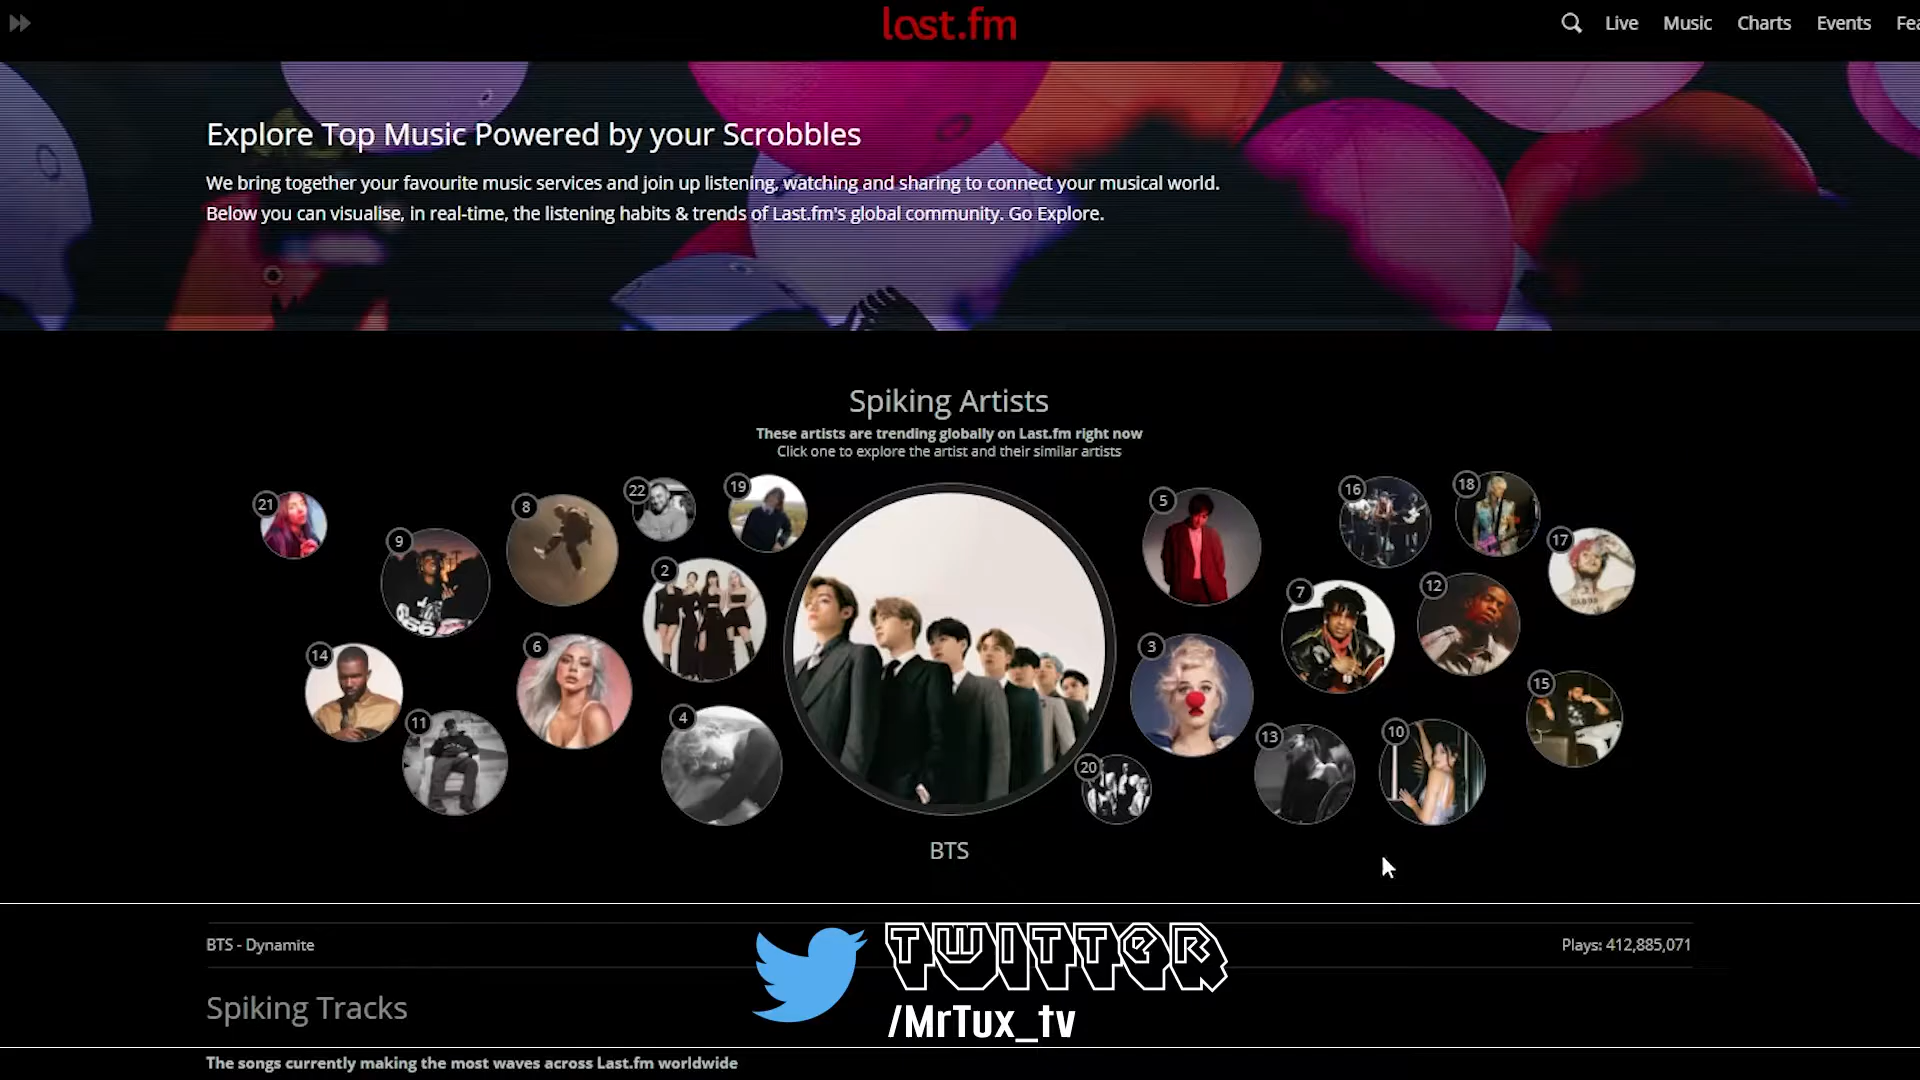 last.fm
Live Music Charts Events Fea
Explore Top Music Powered by your Scrobbles
We bring together your favourite music services and join up listening, watching and sharing to connect your musical world.
Below you can visualise, in real-time, the listening habits & trends of Last.fm's global community. Go Explore.
Spiking Artists
These artists are trending globally on Last.fm right now
Click one to explore the artist and their similar artists
21
9
8
22
19
5
16
18
17
2
7
12
14
6
3
15
11
4
13
10
20
BTS
BTS - Dynamite
Plays: 412,885,071
TWITTER
/MrTux_tv
Spiking Tracks
The songs currently making the most waves across Last.fm worldwide